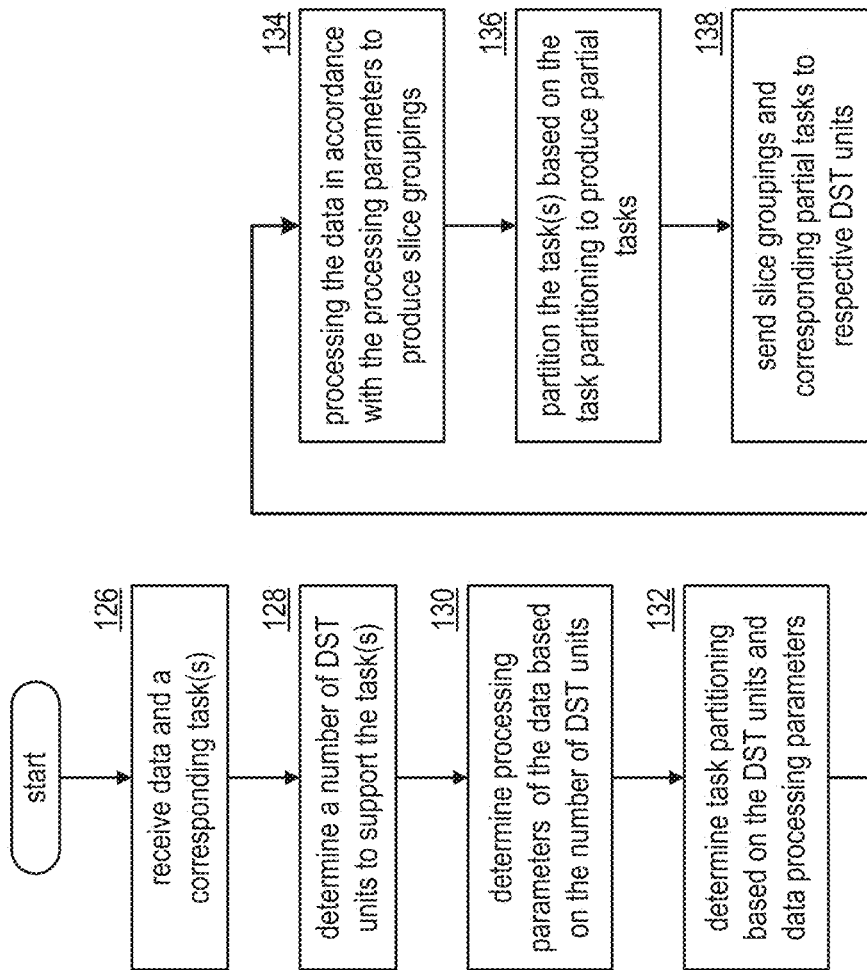 start
126
receive data and a
corresponding task(s)
128
determine a number of DST
units to support the task(s)
130
determine processing
parameters of the data based
on the number of DST units
132
determine task partitioning
based on the DST units and
data processing parameters
134
processing the data in accordance
with the processing parameters to
produce slice groupings
136
partition the task(s) based on the
task partitioning to produce partial
tasks
138
send slice groupings and
corresponding partial tasks to
respective DST units